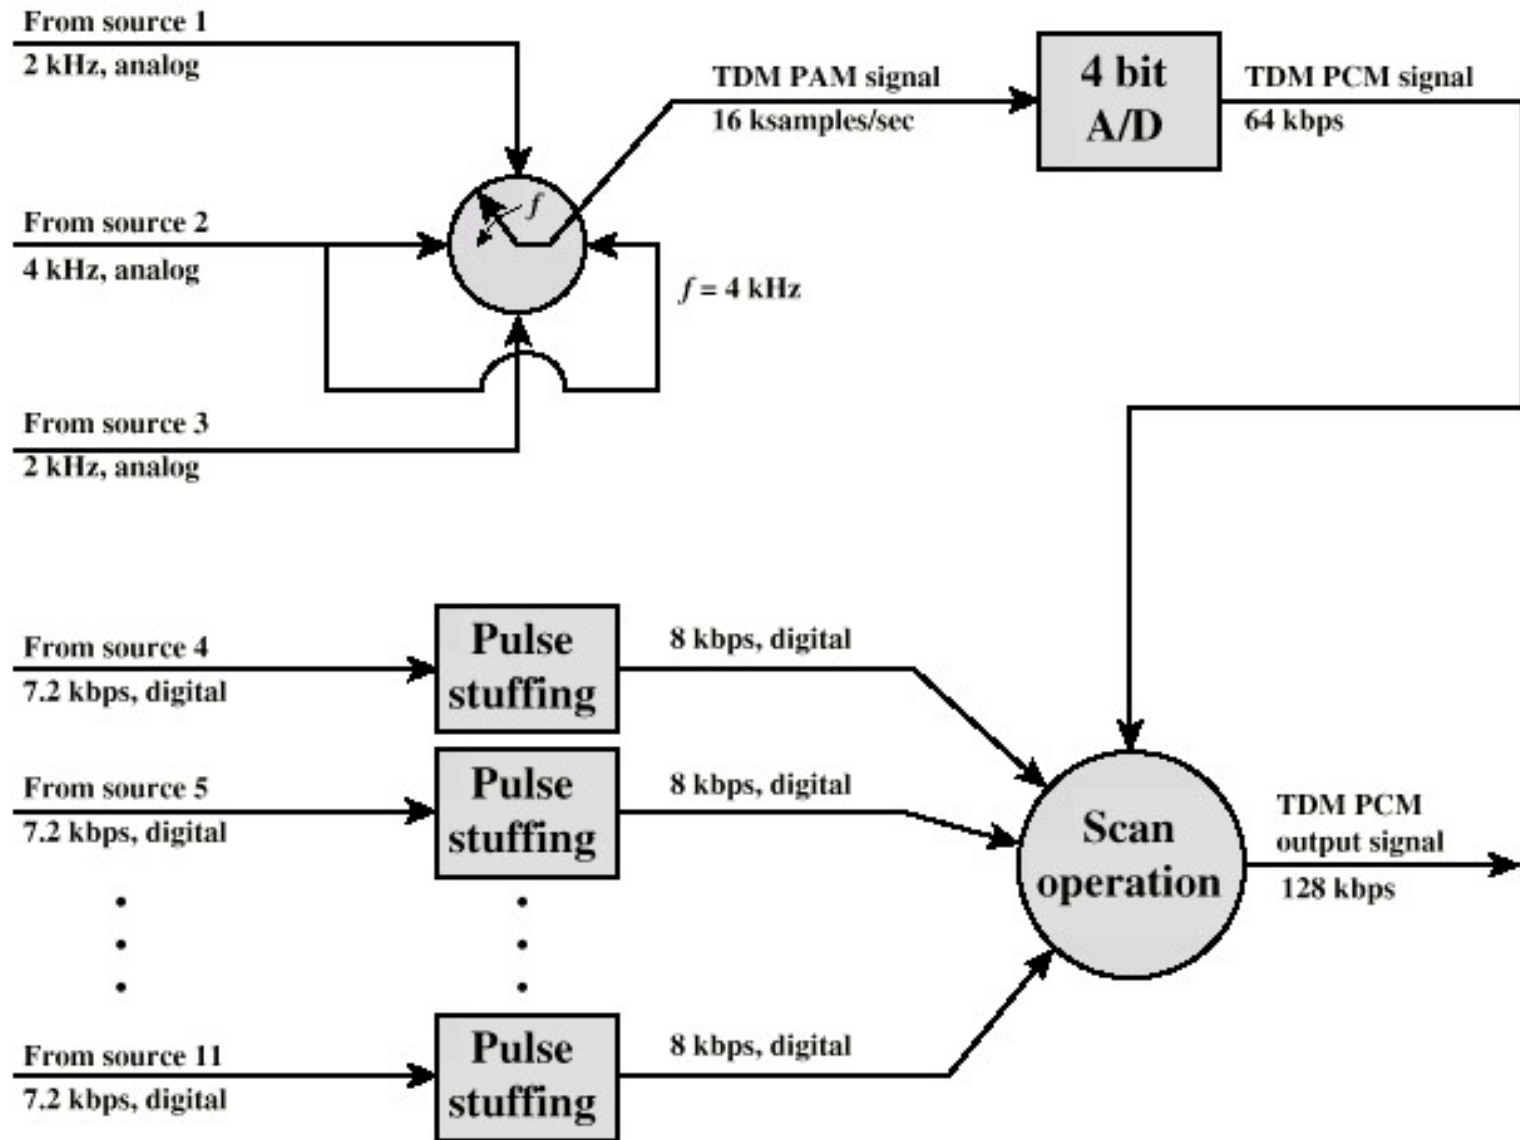 From source 1
2 kHz, analog
TDM PAM signal
16 ksamples/sec
4 bit
A/D
TDM PCM signal
64 kbps
From source 2
4 kHz, analog
f
f = 4 kHz
From source 3
2 kHz, analog
From source 4
7.2 kbps, digital
Pulse
stuffing
8 kbps, digital
From source 5
7.2 kbps, digital
Pulse
stuffing
8 kbps, digital
Scan
operation
TDM PCM
output signal
128 kbps
From source 11
7.2 kbps, digital
Pulse
stuffing
8 kbps, digital